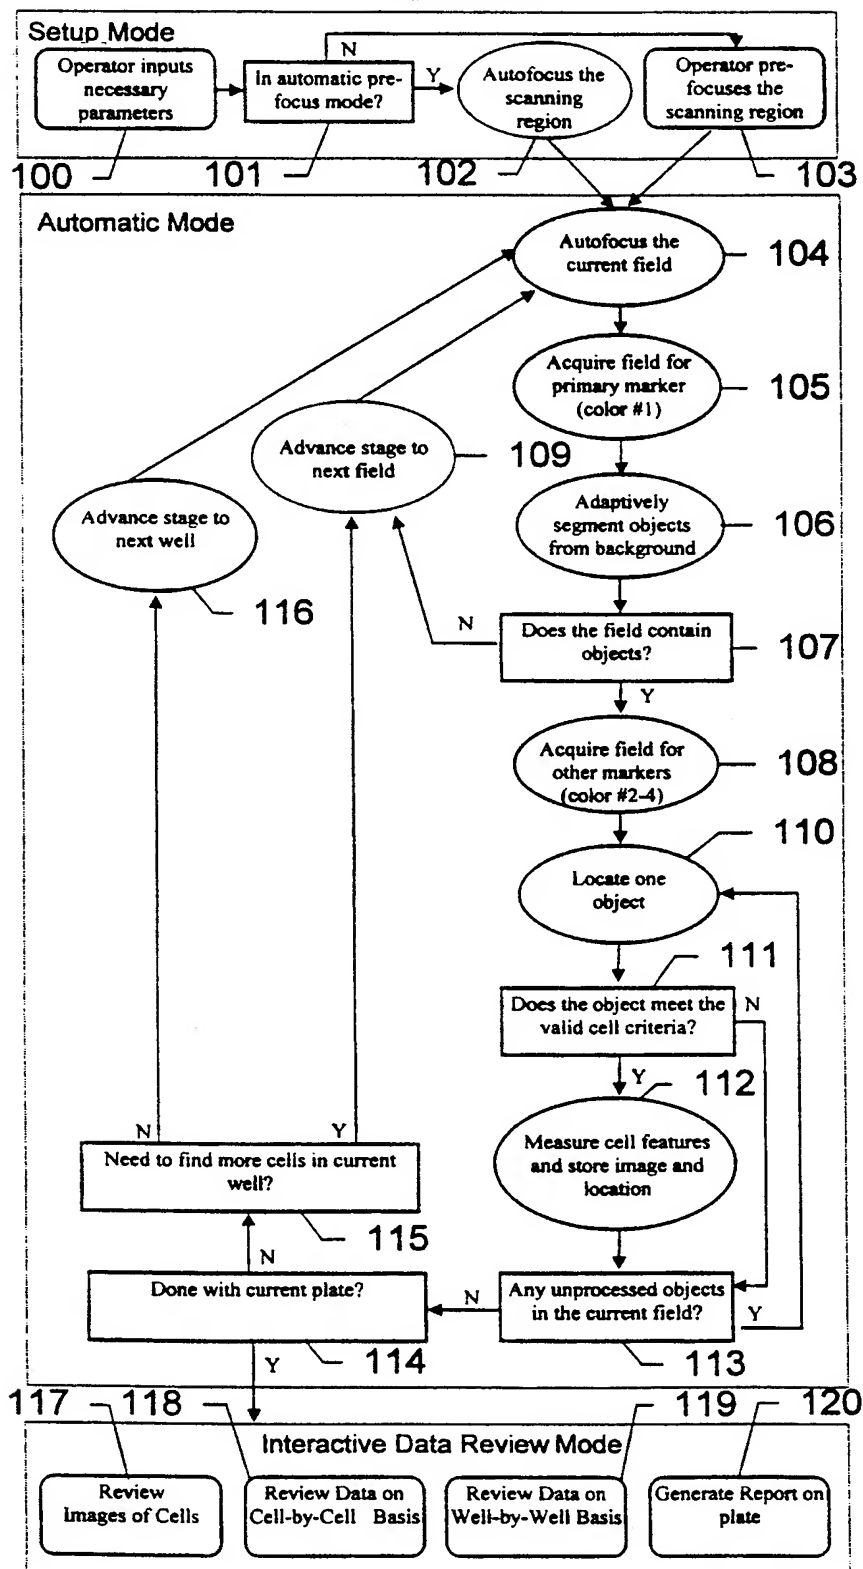 Setup Mode
N
Operator inputs
necessary
parameters
In automatic pre-
focus mode?
Y
Autofocus the
scanning
region
Operator pre-
focuses the
scanning region
100
101
102
103
Automatic Mode
Autofocus the
current field
104
Acquire field for
primary marker
(color #1)
105
Advance stage to
next field
109
Advance stage to
next well
116
Adaptively
segment objects
from background
106
N
Does the field contain
objects?
107
Y
Acquire field for
other markers
(color #2-4)
108
110
Locate one
object
111
Does the object meet the
valid cell criteria?
N
Y
112
Measure cell features
and store image and
location
N
Y
Need to find more cells in current
well?
115
N
Done with current plate?
N
Any unprocessed objects
in the current field?
Y
114
113
Y
117
118
119
120
Interactive Data Review Mode
Review
Images of Cells
Review Data on
Cell-by-Cell Basis
Review Data on
Well-by-Well Basis
Generate Report on
plate